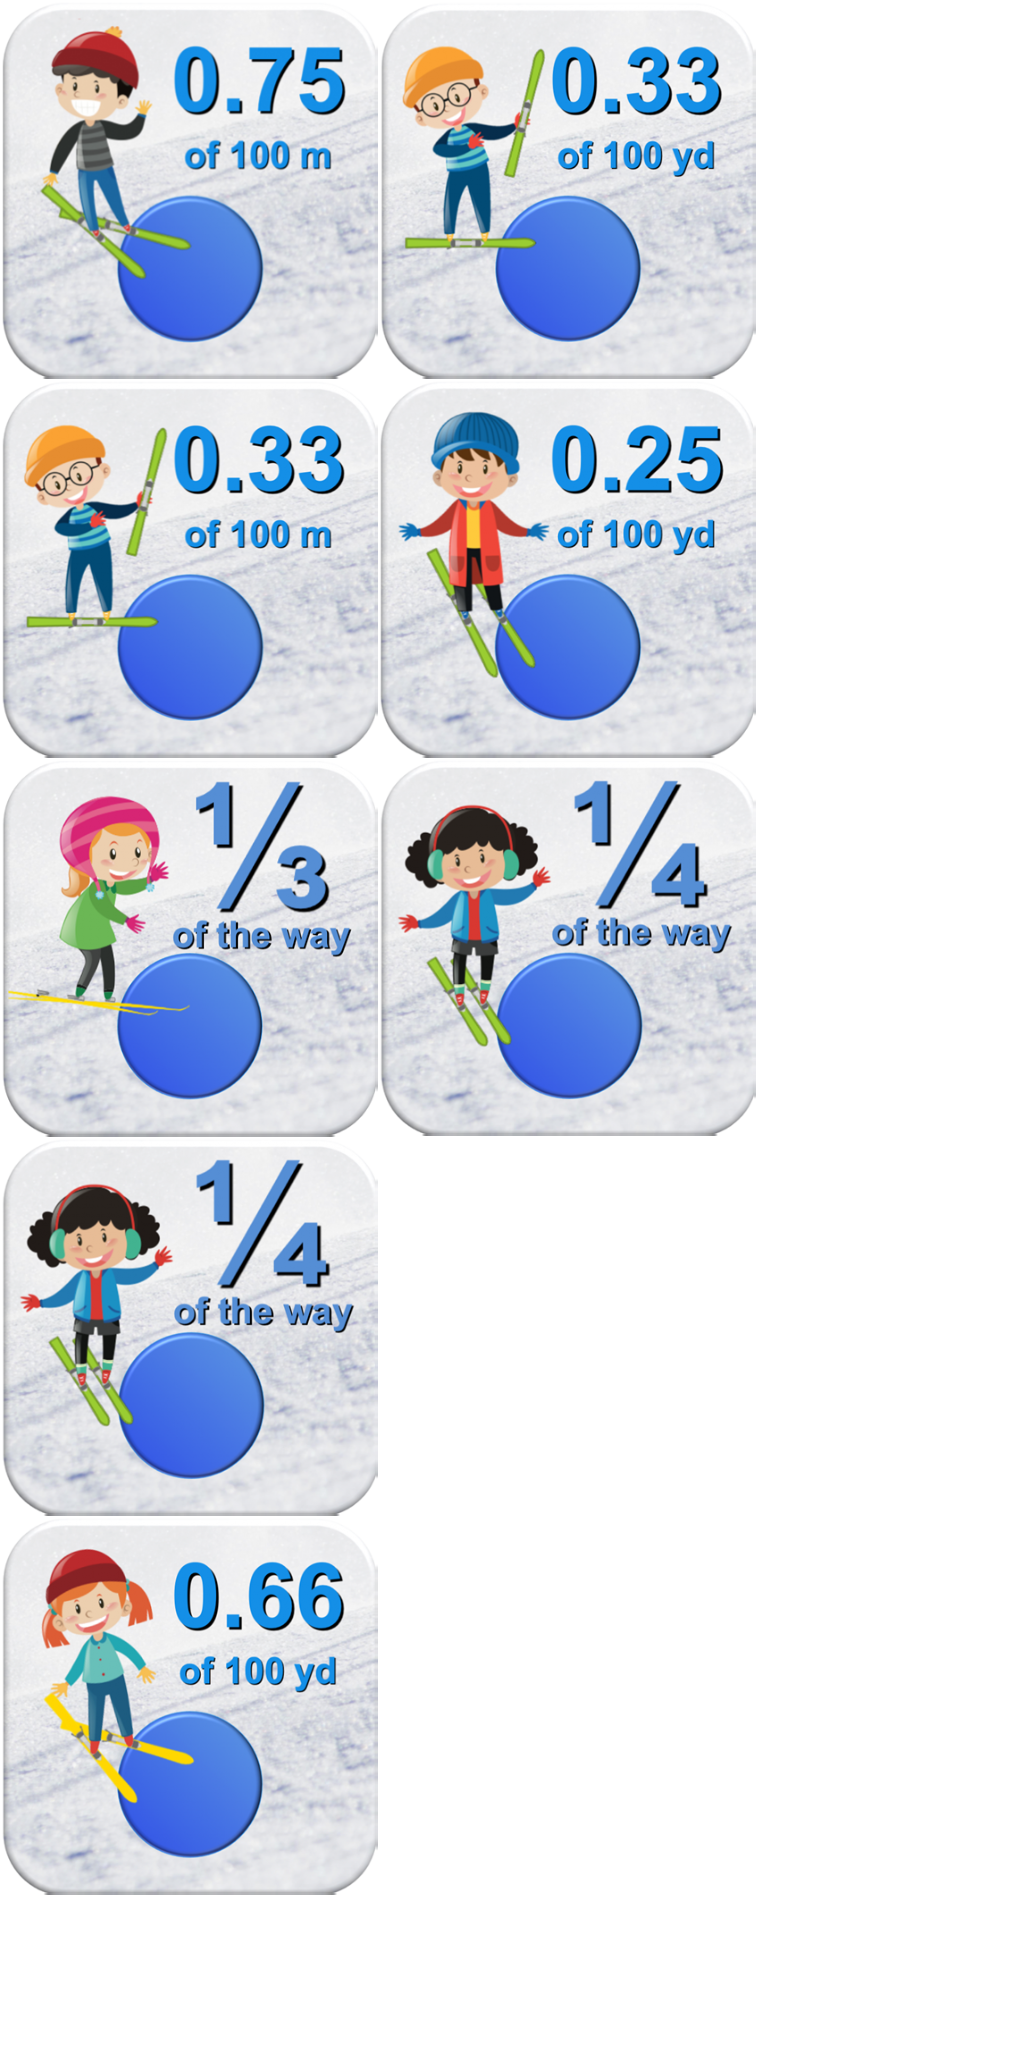 0.75
of 100 m
0.33
of 100 yd
0.33
of 100 m
0.25
of 100 yd
1/3
of the way
1/4
of the way
1/4
of the way
0.66
of 100 yd